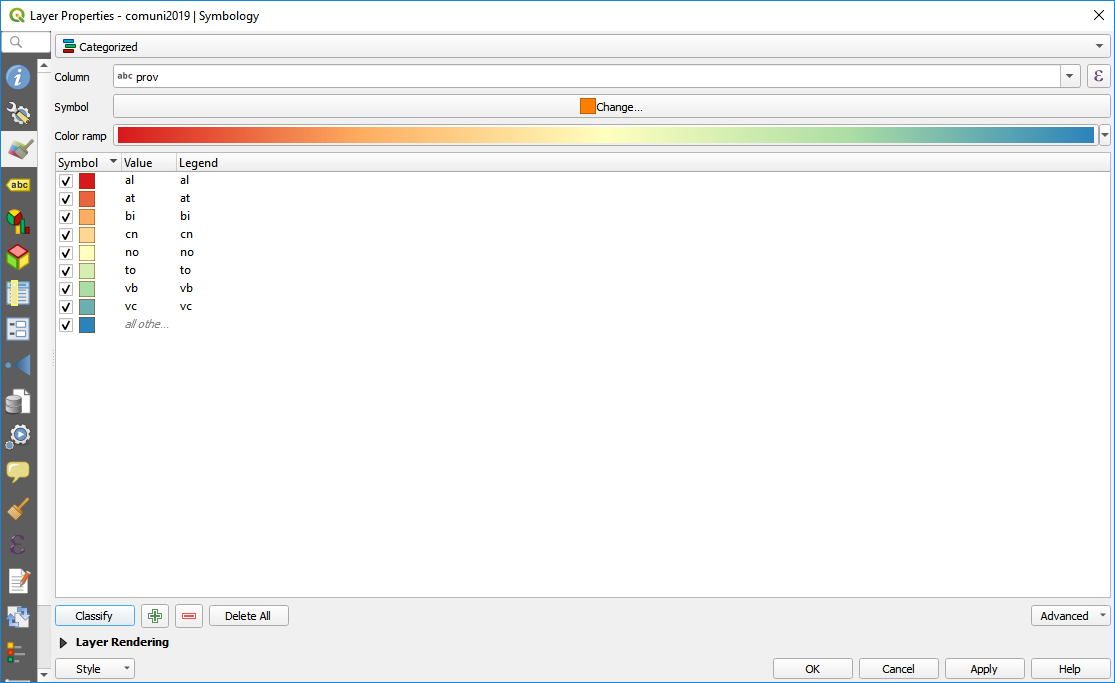 Layer Properties - comuni2019 | Symbology
Categorized
Column abc prov ε
Symbol Change...
Color ramp
Symbol Value Legend
abc
al al
at at
bi bi
cn cn
no no
to to
vb vb
vc vc
all othe...
Classify Delete All Advanced
Layer Rendering
Style OK Cancel Apply Help